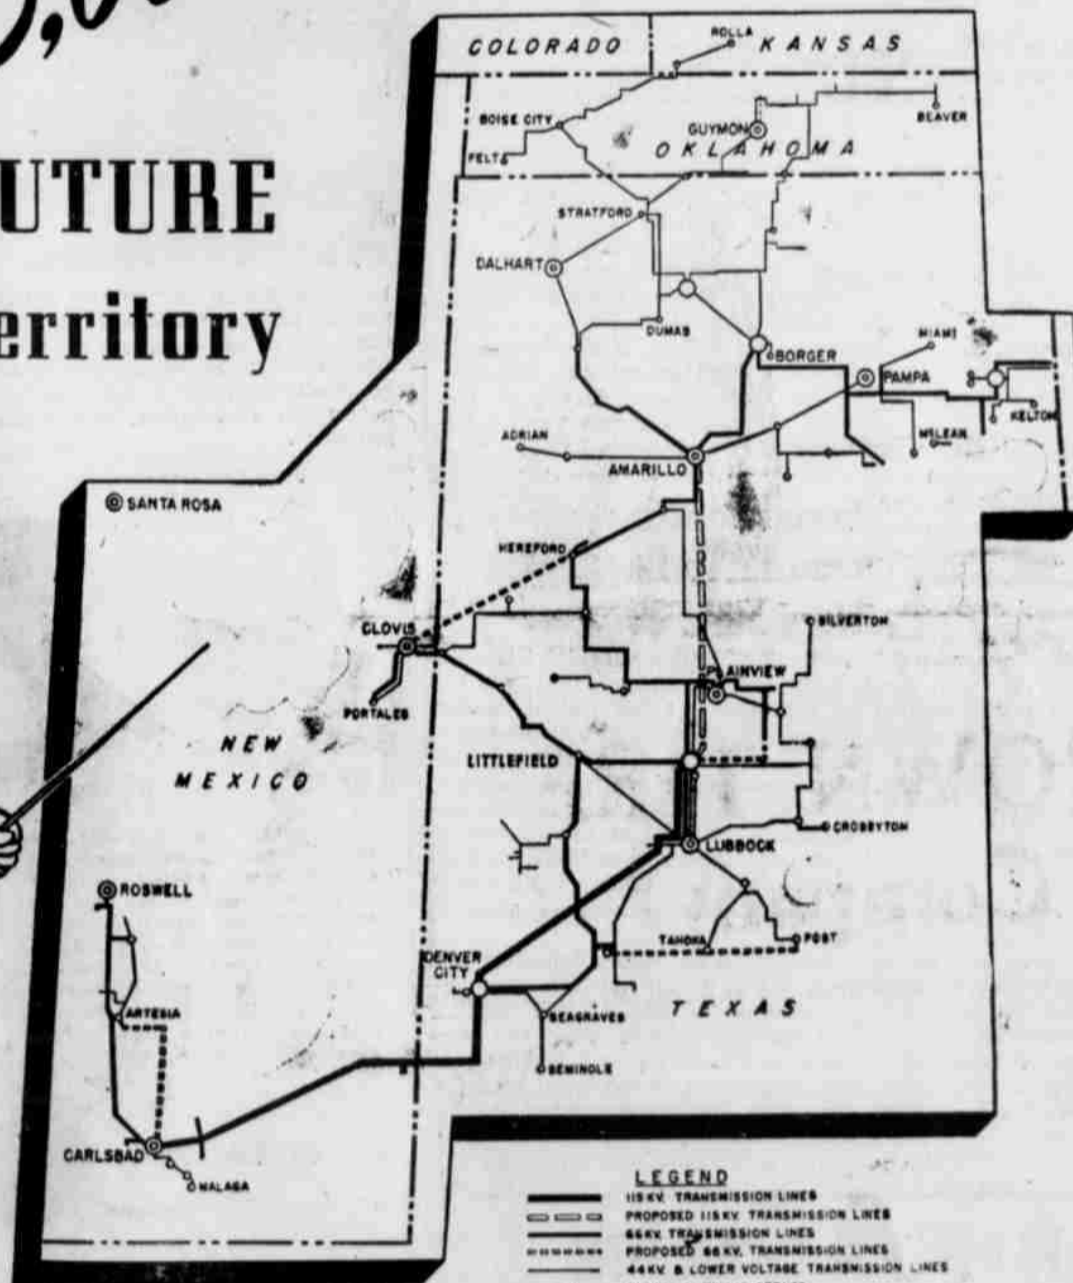 UTURE
erritory
COLORADO
ROLLA
KANSAS
BOISE CITY
GUYMON
BEAVER
FELT
OKLAHOMA
STRATFORD
DALHART
DUMAS
MIAMI
BORGER
PAMPA
KELTON
McLEAN
ADRIAN
AMARILLO
SANTA ROSA
HEREFORD
CLOVIS
SILVERTON
PLAINVIEW
PORTALES
NEW
MEXICO
LITTLEFIELD
CROSBYTON
LUBBOCK
ROSWELL
TAHOKA
POST
DENVER
CITY
TEXAS
ARTESIA
SEAGRAVES
SEMINOLE
CARLSBAD
MALAGA
LEGEND
115 KV. TRANSMISSION LINES
PROPOSED 115 KV. TRANSMISSION LINES
66 KV. TRANSMISSION LINES
PROPOSED 66 KV. TRANSMISSION LINES
44 KV. & LOWER VOLTAGE TRANSMISSION LINES